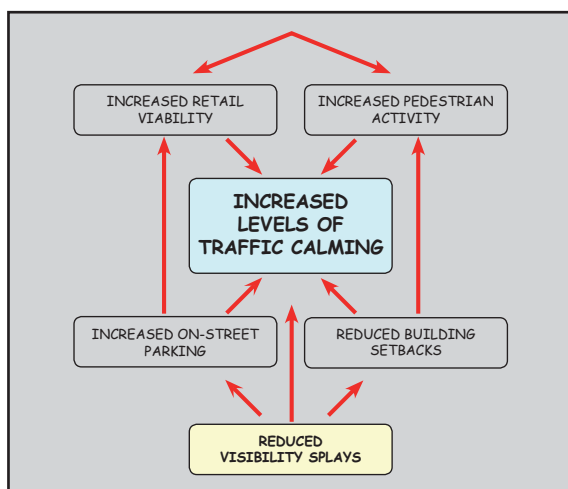 INCREASED RETAIL
VIABILITY
INCREASED PEDESTRIAN
ACTIVITY
INCREASED
LEVELS OF
TRAFFIC CALMING
INCREASED ON-STREET
PARKING
REDUCED BUILDING
SETBACKS
REDUCED
VISIBILITY SPLAYS